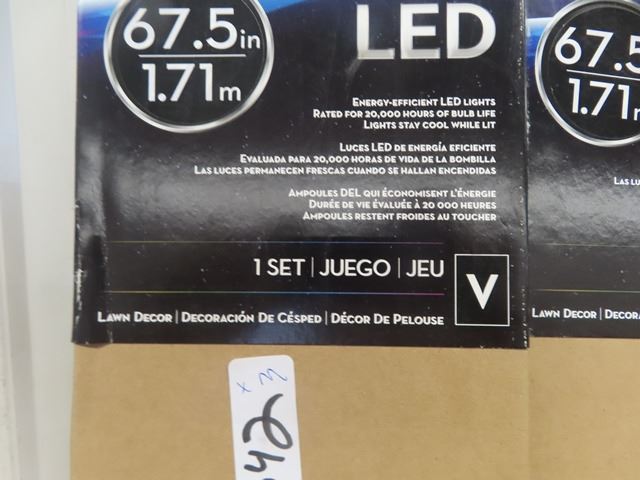 67.5in
1.71m
LED
ENERGY-EFFICIENT LED LIGHTS
RATED FOR 20,000 HOURS OF BULB LIFE
LIGHTS STAY COOL WHILE LIT
LUCES LED DE ENERGÍA EFICIENTE
EVALUADA PARA 20,000 HORAS DE VIDA DE LA BOMBILLA
LAS LUCES PERMANECEN FRESCAS CUANDO SE HALLAN ENCENDIDAS
AMPOULES DEL QUI ÉCONOMISENT L'ÉNERGIE
DURÉE DE VIE ÉVALUÉE À 20 000 HEURES
AMPOULES RESTENT FROIDES AU TOUCHER
1 SET | JUEGO | JEU
V
LAWN DECOR | DECORACIÓN DE CÉSPED | DÉCOR DE PELOUSE
67.5
1.71
LAS
LAWN DECOR |
x 3
42